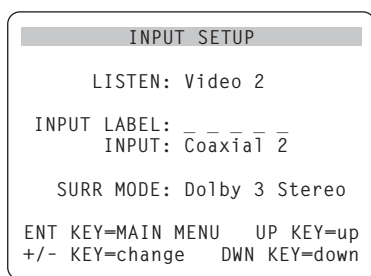 INPUT SETUP
LISTEN: Video 2
INPUT LABEL: _ _ _ _ _
INPUT: Coaxial 2
SURR MODE: Dolby 3 Stereo
ENT KEY=MAIN MENU UP KEY=up
+/- KEY=change DWN KEY=down